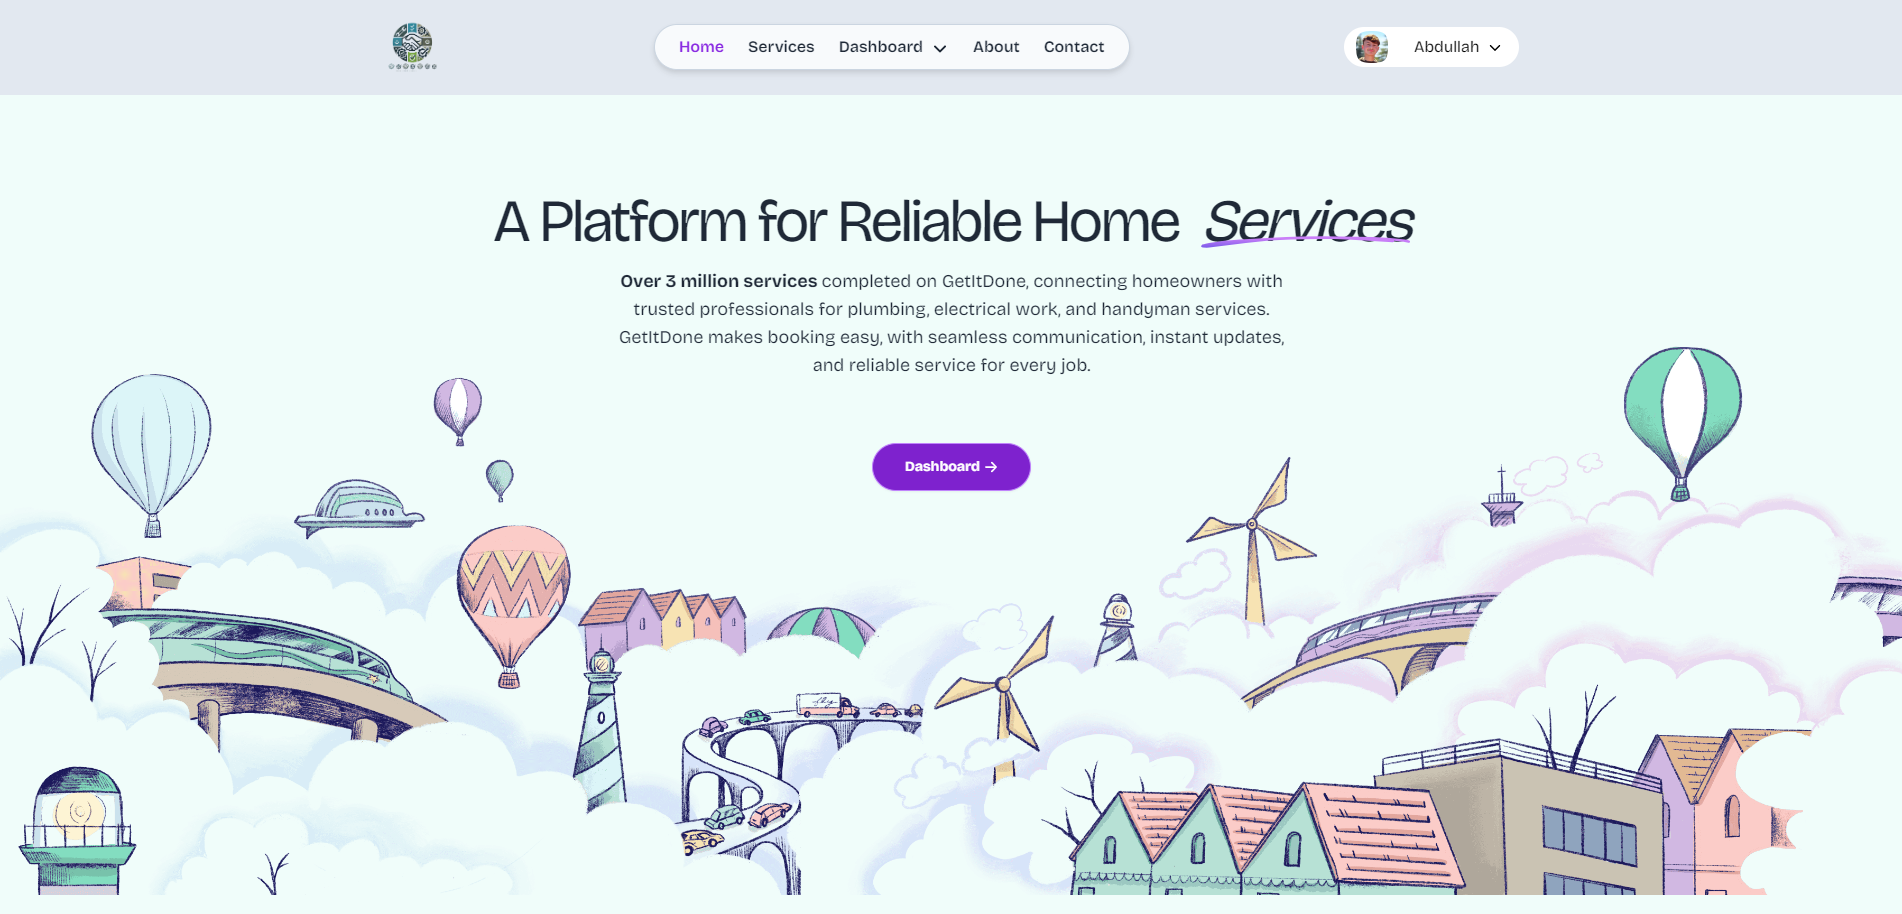 Home Services Dashboard About Contact
Abdullah
A Platform for Reliable Home Services
Over 3 million services completed on GetItDone, connecting homeowners with
trusted professionals for plumbing, electrical work, and handyman services.
GetItDone makes booking easy, with seamless communication, instant updates,
and reliable service for every job.
Dashboard →